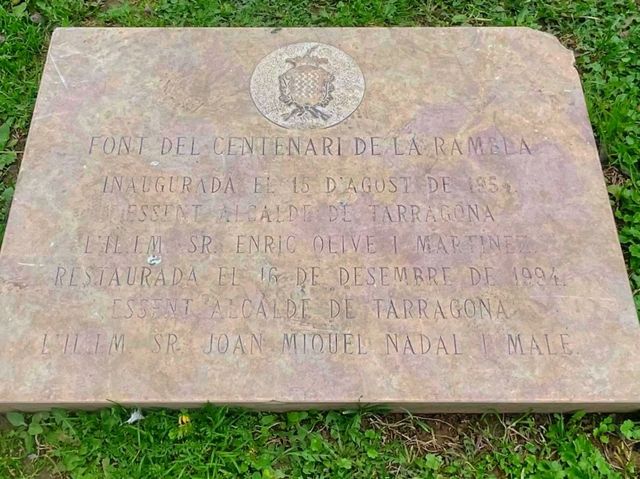 FONT DEL CENTENARI DE LA RAMBLA
INAUGURADA EL 15 D'AGOST DE 1954.
ESSENT ALCALDE DE TARRAGONA
L'IL.LM. SR. ENRIC OLIVE I MARTINEZ.
RESTAURADA EL 16 DE DESEMBRE DE 1994.
ESSENT ALCALDE DE TARRAGONA
L'IL.LM. SR. JOAN MIQUEL NADAL I MALÉ.